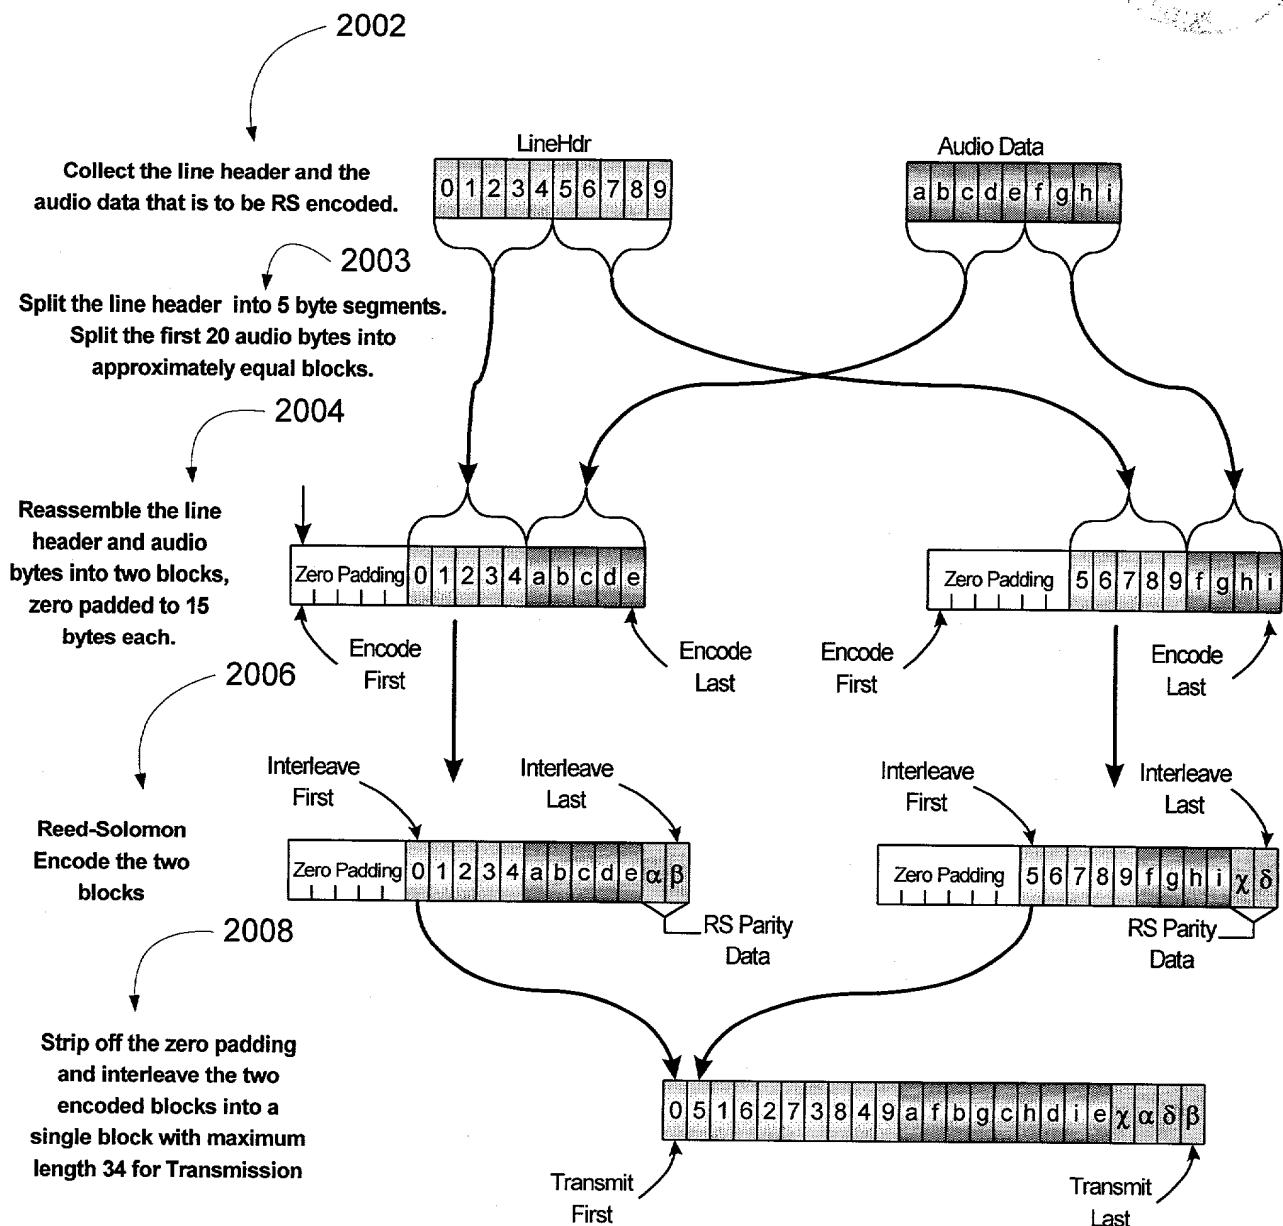 2002
Collect the line header and the
audio data that is to be RS encoded.
LineHdr
0 1 2 3 4 5 6 7 8 9
Audio Data
a b c d e f g h i
2003
Split the line header into 5 byte segments.
Split the first 20 audio bytes into
approximately equal blocks.
2004
Reassemble the line
header and audio
bytes into two blocks,
zero padded to 15
bytes each.
Zero Padding 0 1 2 3 4 a b c d e
Encode
First
Encode
Last
Zero Padding 5 6 7 8 9 f g h i
Encode
First
Encode
Last
2006
Reed-Solomon
Encode the two
blocks
Interleave
First
Interleave
Last
Zero Padding 0 1 2 3 4 a b c d e α β
RS Parity
Data
Interleave
First
Interleave
Last
Zero Padding 5 6 7 8 9 f g h i χ δ
RS Parity
Data
2008
Strip off the zero padding
and interleave the two
encoded blocks into a
single block with maximum
length 34 for Transmission
0 5 1 6 2 7 3 8 4 9 a f b g c h d i e χ α δ β
Transmit
First
Transmit
Last